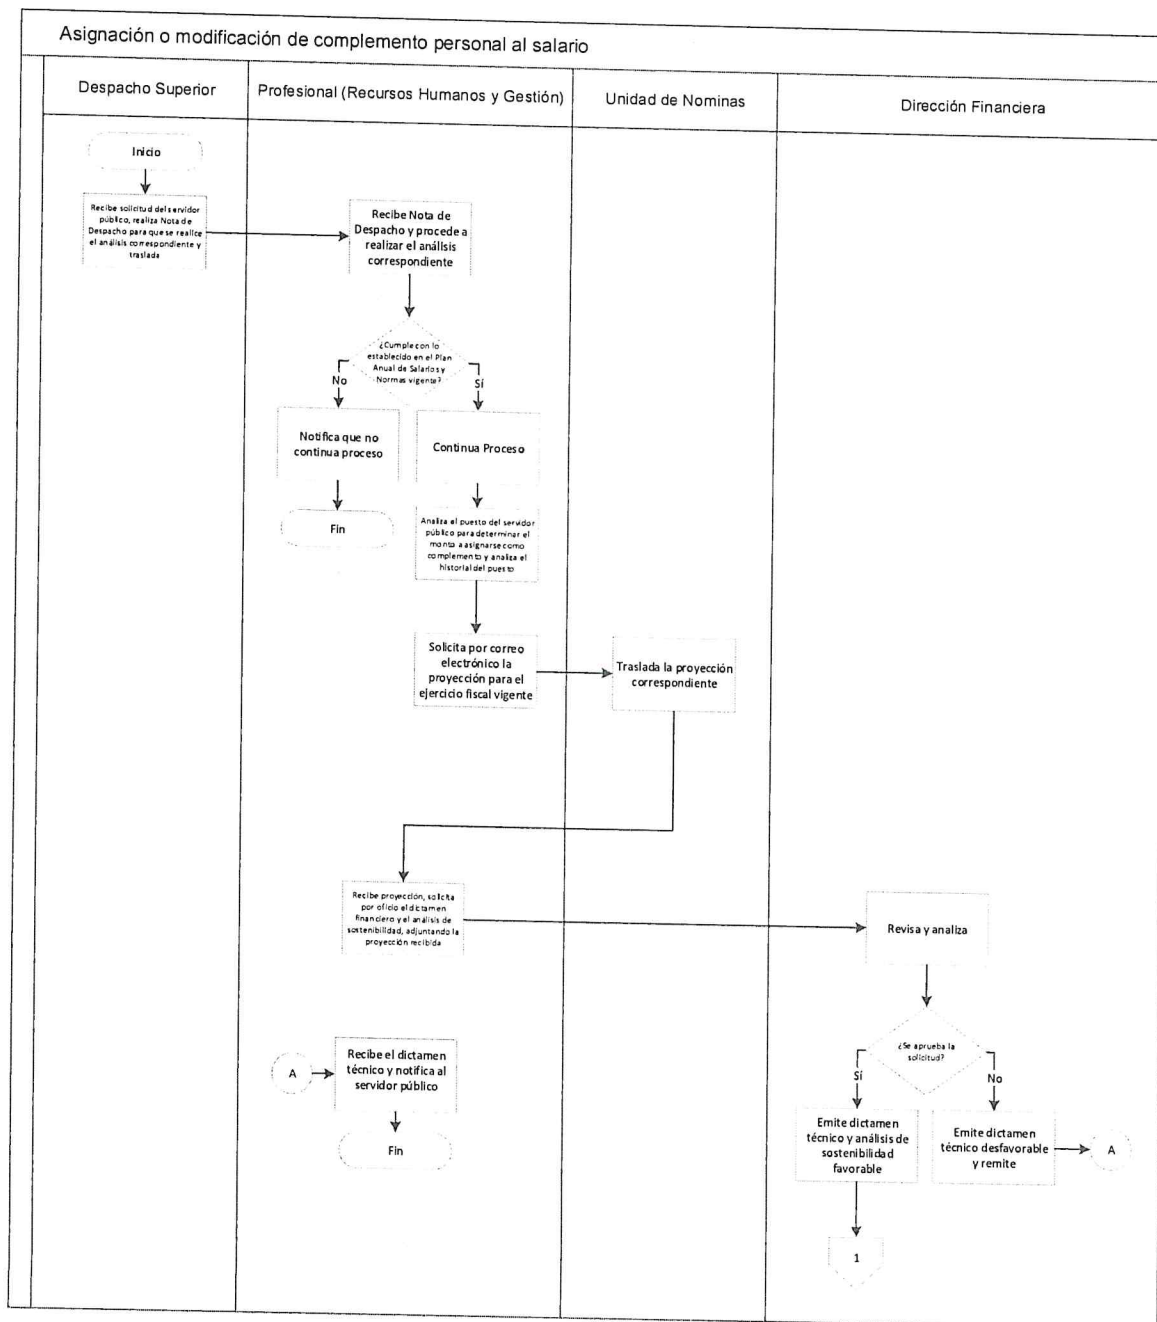 Asignación o modificación de complemento personal al salario
Despacho Superior
Profesional (Recursos Humanos y Gestión)
Unidad de Nominas
Dirección Financiera
Inicio
Recibe solicitud del servidor
público, realiza Nota de
Despacho para que se realice
el análisis correspondiente y
traslada
Recibe Nota de
Despacho y procede a
realizar el análisis
correspondiente
¿Cumple con lo
establecido en el Plan
Anual de Salarios y
Normas vigente?
No
Sí
Notifica que no
continua proceso
Continua Proceso
Fin
Analiza el puesto del servidor
público para determinar el
monto a asignarse como
complemento y analiza el
historial del puesto
Solicita por correo
electrónico la
proyección para el
ejercicio fiscal vigente
Traslada la proyección
correspondiente
Recibe proyección, solicita
por oficio el dictamen
financiero y el análisis de
sostenibilidad, adjuntando la
proyección recibida
Revisa y analiza
¿Se aprueba la
solicitud?
Sí
No
A
Recibe el dictamen
técnico y notifica al
servidor público
Fin
Emite dictamen
técnico y análisis de
sostenibilidad
favorable
Emite dictamen
técnico desfavorable
y remite
A
1